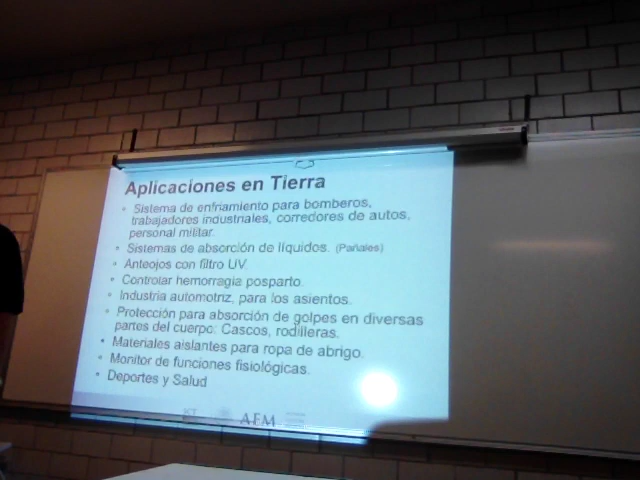 Aplicaciones en Tierra
• Sistema de enfriamiento para bomberos,
trabajadores industriales, corredores de autos,
personal militar.
• Sistemas de absorción de líquidos. (Pañales)
• Anteojos con filtro UV.
• Controlar hemorragia posparto.
• Industria automotriz, para los asientos.
• Protección para absorción de golpes en diversas
partes del cuerpo: Cascos, rodilleras.
• Materiales aislantes para ropa de abrigo.
• Monitor de funciones fisiológicas.
• Deportes y Salud
AEM